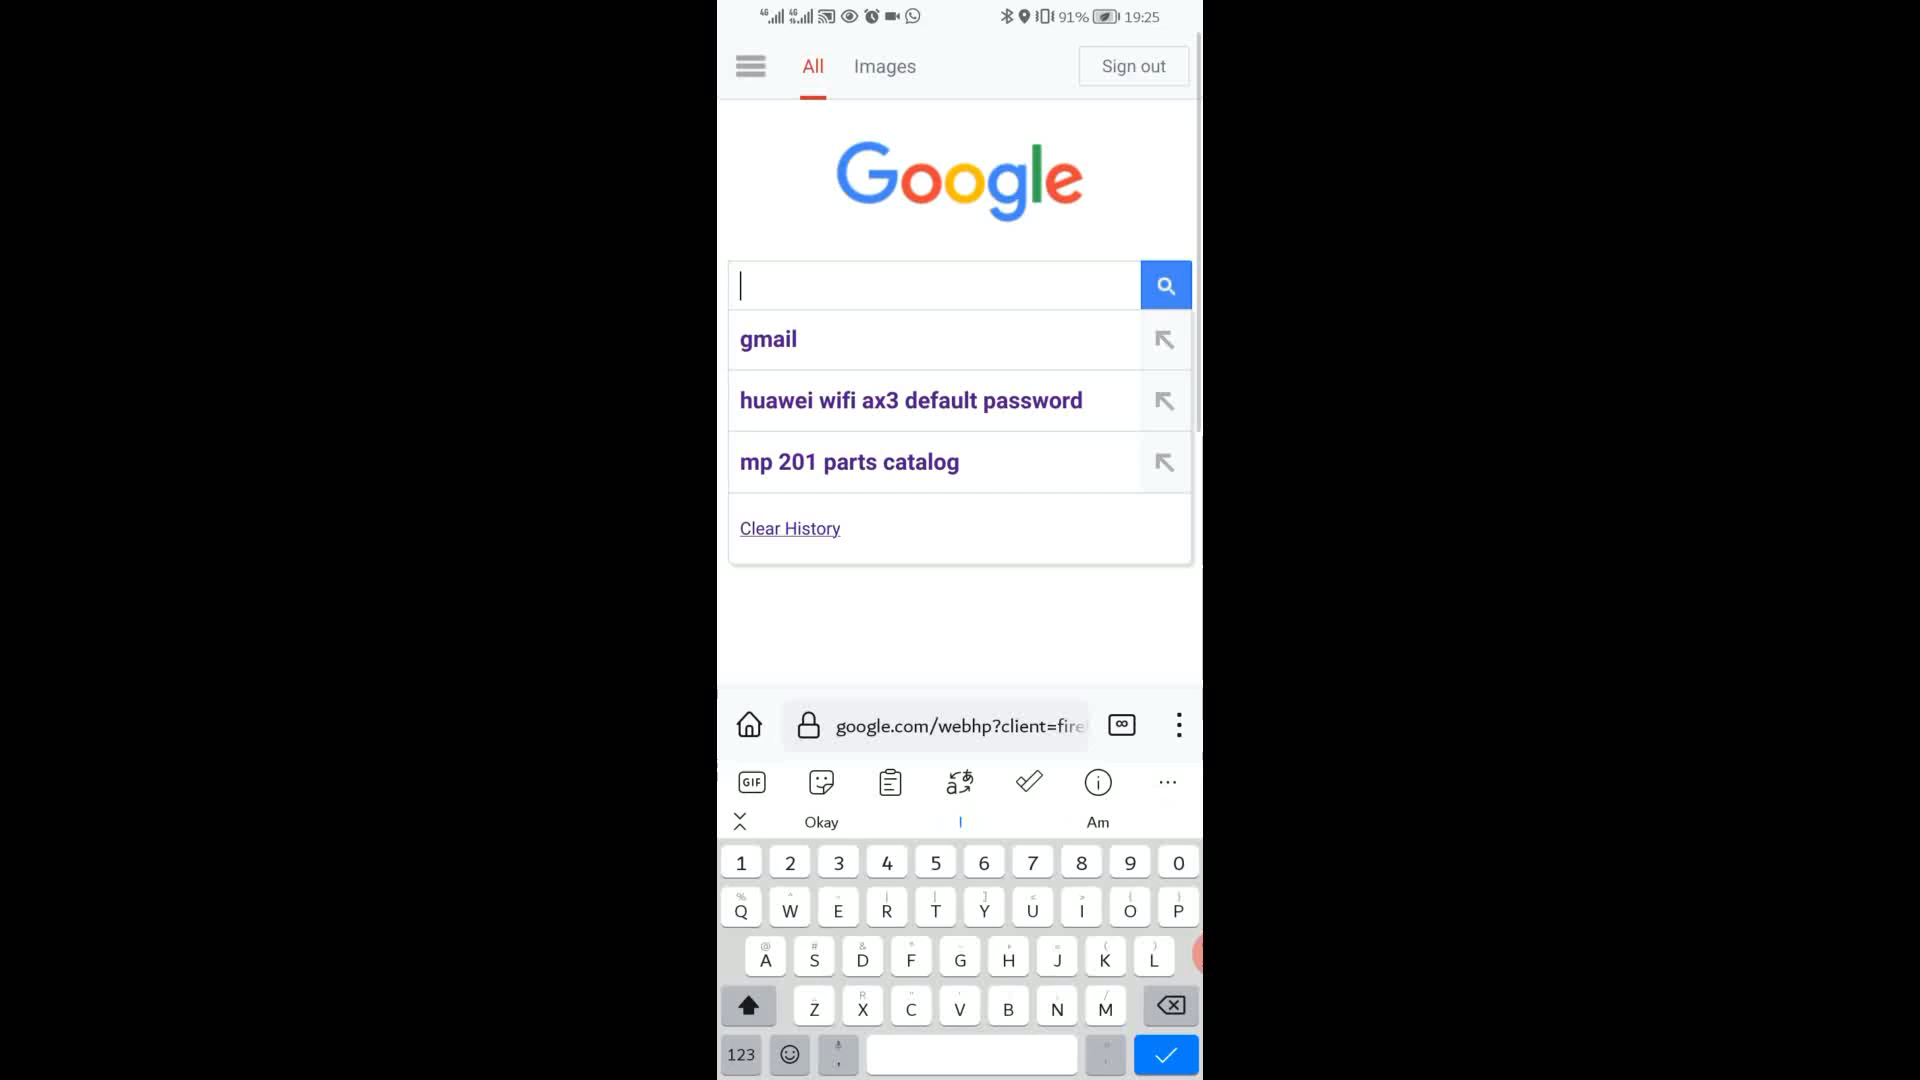 4G 4G 91% 19:25
All Images Sign out
Google
gmail
huawei wifi ax3 default password
mp 201 parts catalog
Clear History
google.com/webhp?client=fire
GIF
Okay I Am
1 2 3 4 5 6 7 8 9 0
Q W E R T Y U I O P
A S D F G H J K L
Z X C V B N M
123 ,